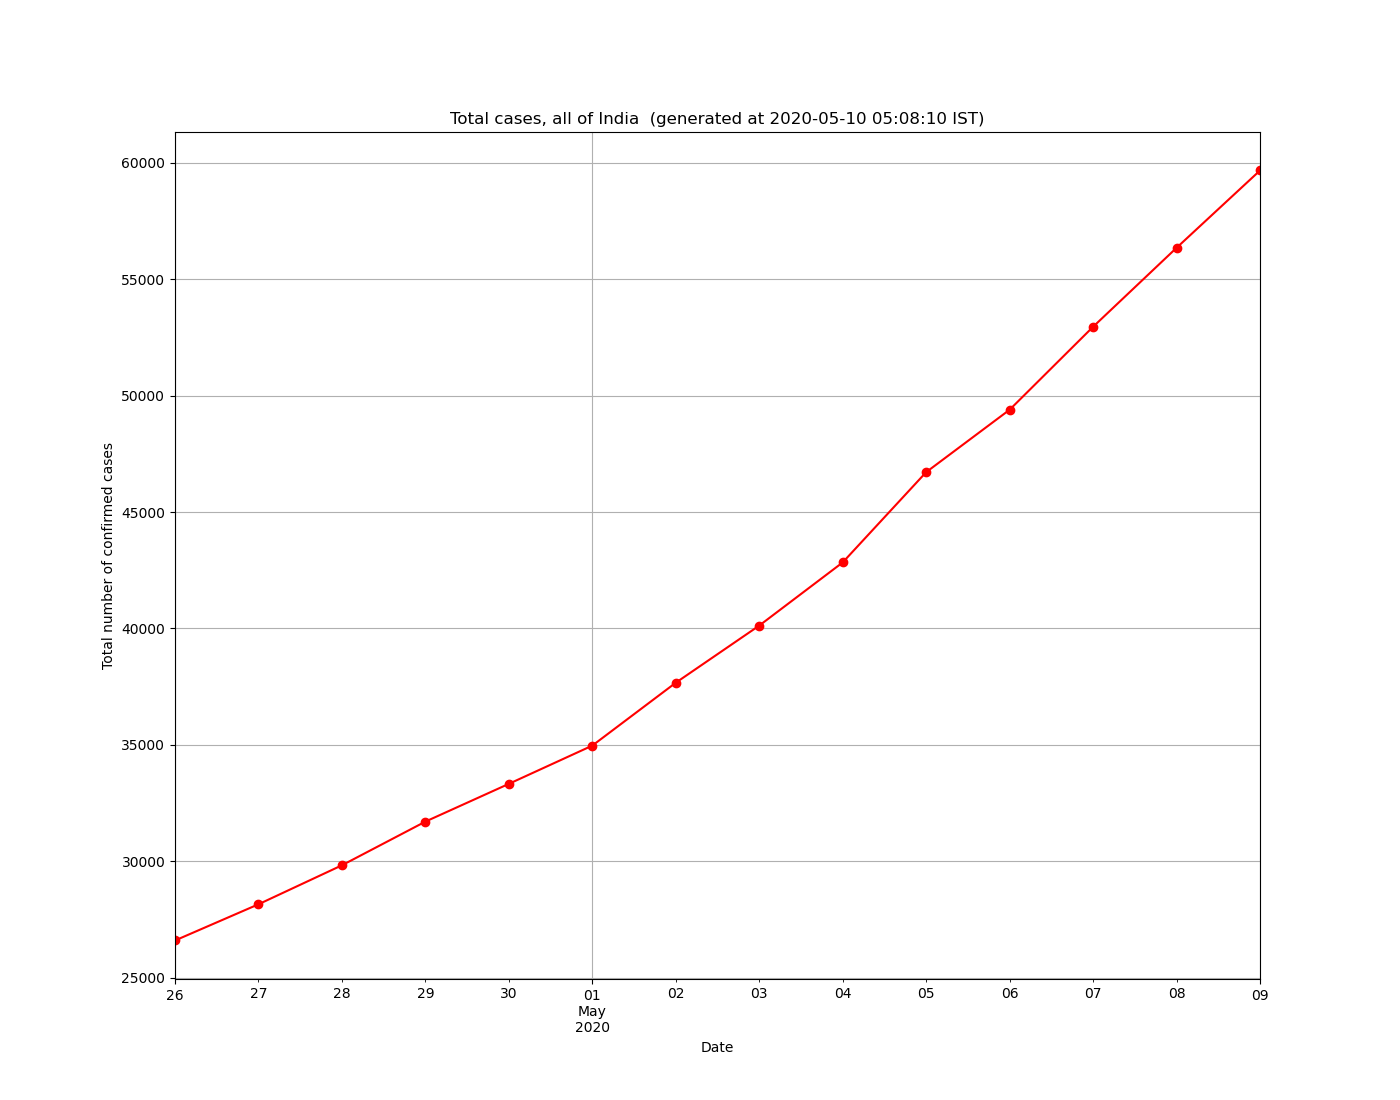 Total cases, all of India  (generated at 2020-05-10 05:08:10 IST)
60000
55000
50000
45000
40000
35000
30000
25000
Total number of confirmed cases
26 27 28 29 30 01 02 03 04 05 06 07 08 09
May
2020
Date